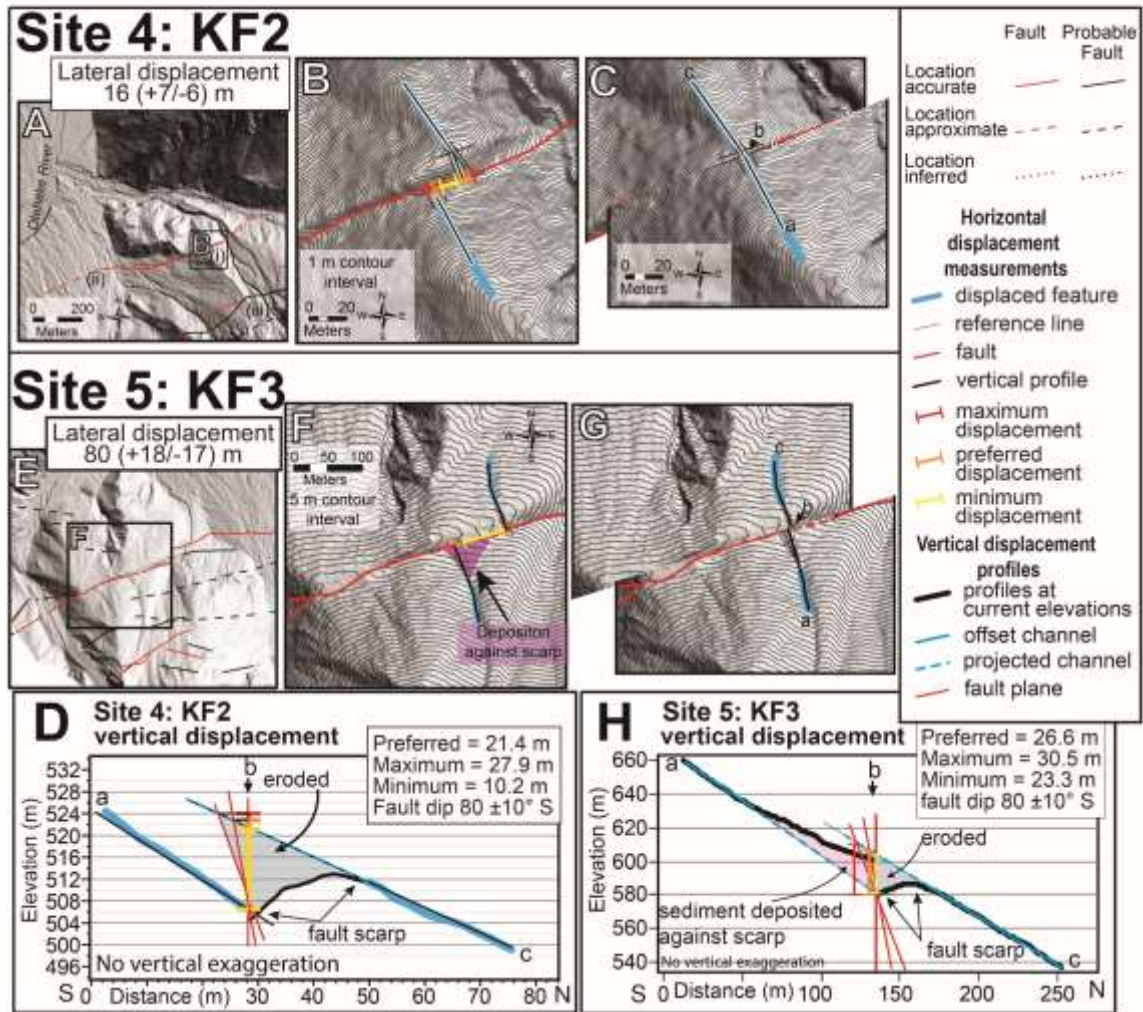 Site 4: KF2
Lateral displacement
16 (+7/-6) m
A
B
(i)
(ii)
(iii)
0 200
Meters
N
W E
S
B
1 m contour
interval
0 20
Meters
N
W E
S
C
c
b
a
0 20
Meters
N
W E
S
Site 5: KF3
Lateral displacement
80 (+18/-17) m
E
F
F
0 50 100
Meters
5 m contour
interval
N
W E
S
Depositon
against scarp
G
c
b
a
Fault
Probable
Fault
Location
accurate
Location
approximate
Location
inferred
Horizontal
displacement
measurements
displaced feature
reference line
fault
vertical profile
maximum
displacement
preferred
displacement
minimum
displacement
Vertical displacement
profiles
profiles at
current elevations
offset channel
projected channel
fault plane
D
Site 4: KF2
vertical displacement
Preferred = 21.4 m
Maximum = 27.9 m
Minimum = 10.2 m
Fault dip 80 ±10° S
532
528
524
520
516
512
508
504
500
496
Elevation (m)
a
b
eroded
fault scarp
c
No vertical exaggeration
S 0 10 20 30 40 50 60 70 80 N
Distance (m)
H
Site 5: KF3
vertical displacement
Preferred = 26.6 m
Maximum = 30.5 m
Minimum = 23.3 m
fault dip 80 ±10° S
660
640
620
600
580
560
540
Elevation (m)
a
b
eroded
sediment deposited
against scarp
fault scarp
No vertical exaggeration
c
S 0 100 150 200 250 N
Distance (m)